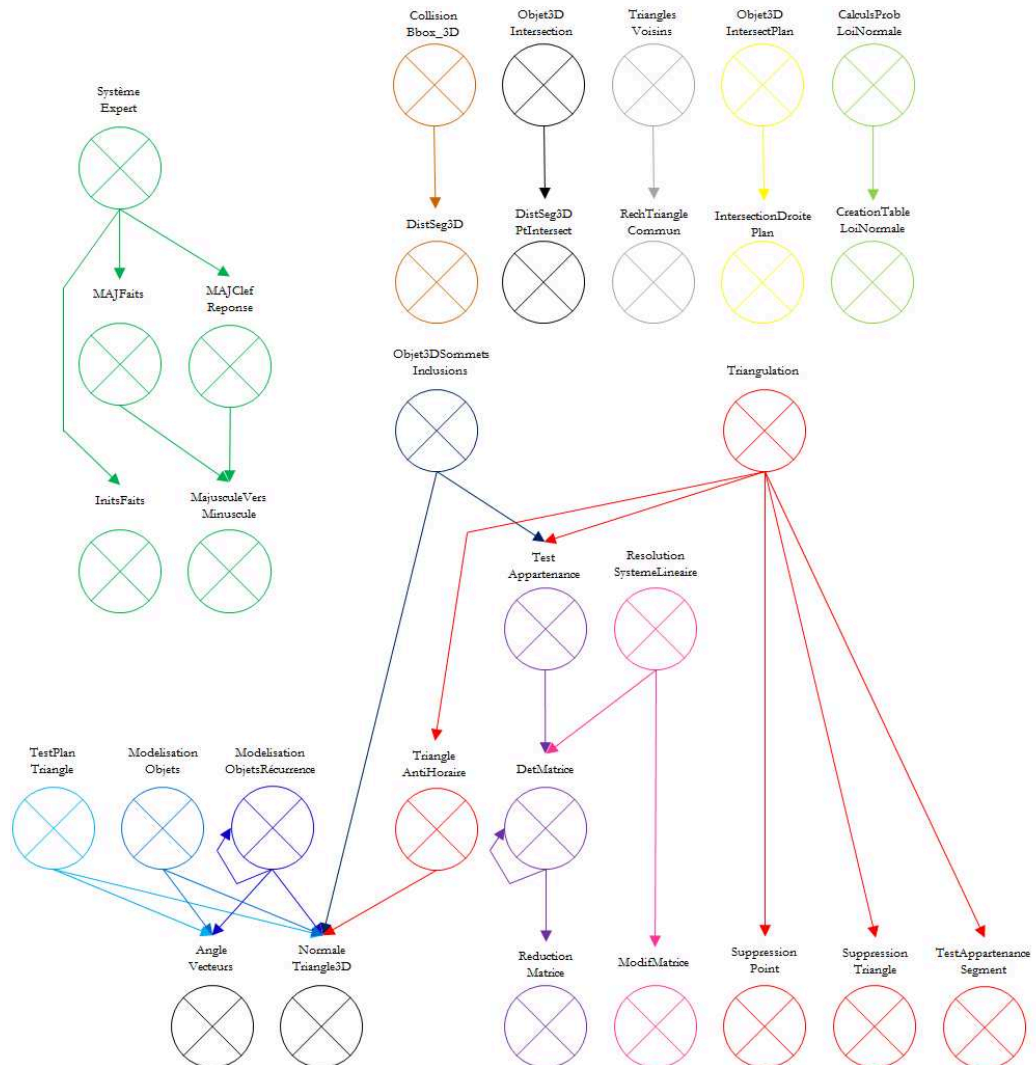 Collision
Bbox_3D
Objet3D
Intersection
Triangles
Voisins
Objet3D
IntersectPlan
CalculsProb
LoiNormale
Système
Expert
DistSeg3D
DistSeg3D
PtIntersect
RechTriangle
Commun
IntersectionDroite
Plan
CreationTable
LoiNormale
MAJFaits
MAJClef
Reponse
Objet3DSommets
Inclusions
Triangulation
InitsFaits
MajusculeVers
Minuscule
Test
Appartenance
Resolution
SystemeLineaire
TestPlan
Triangle
Modelisation
Objets
Modelisation
ObjetsRécurrence
Triangle
AntiHoraire
DetMatrice
Angle
Vecteurs
Normale
Triangle3D
Reduction
Matrice
ModifMatrice
Suppression
Point
Suppression
Triangle
TestAppartenance
Segment